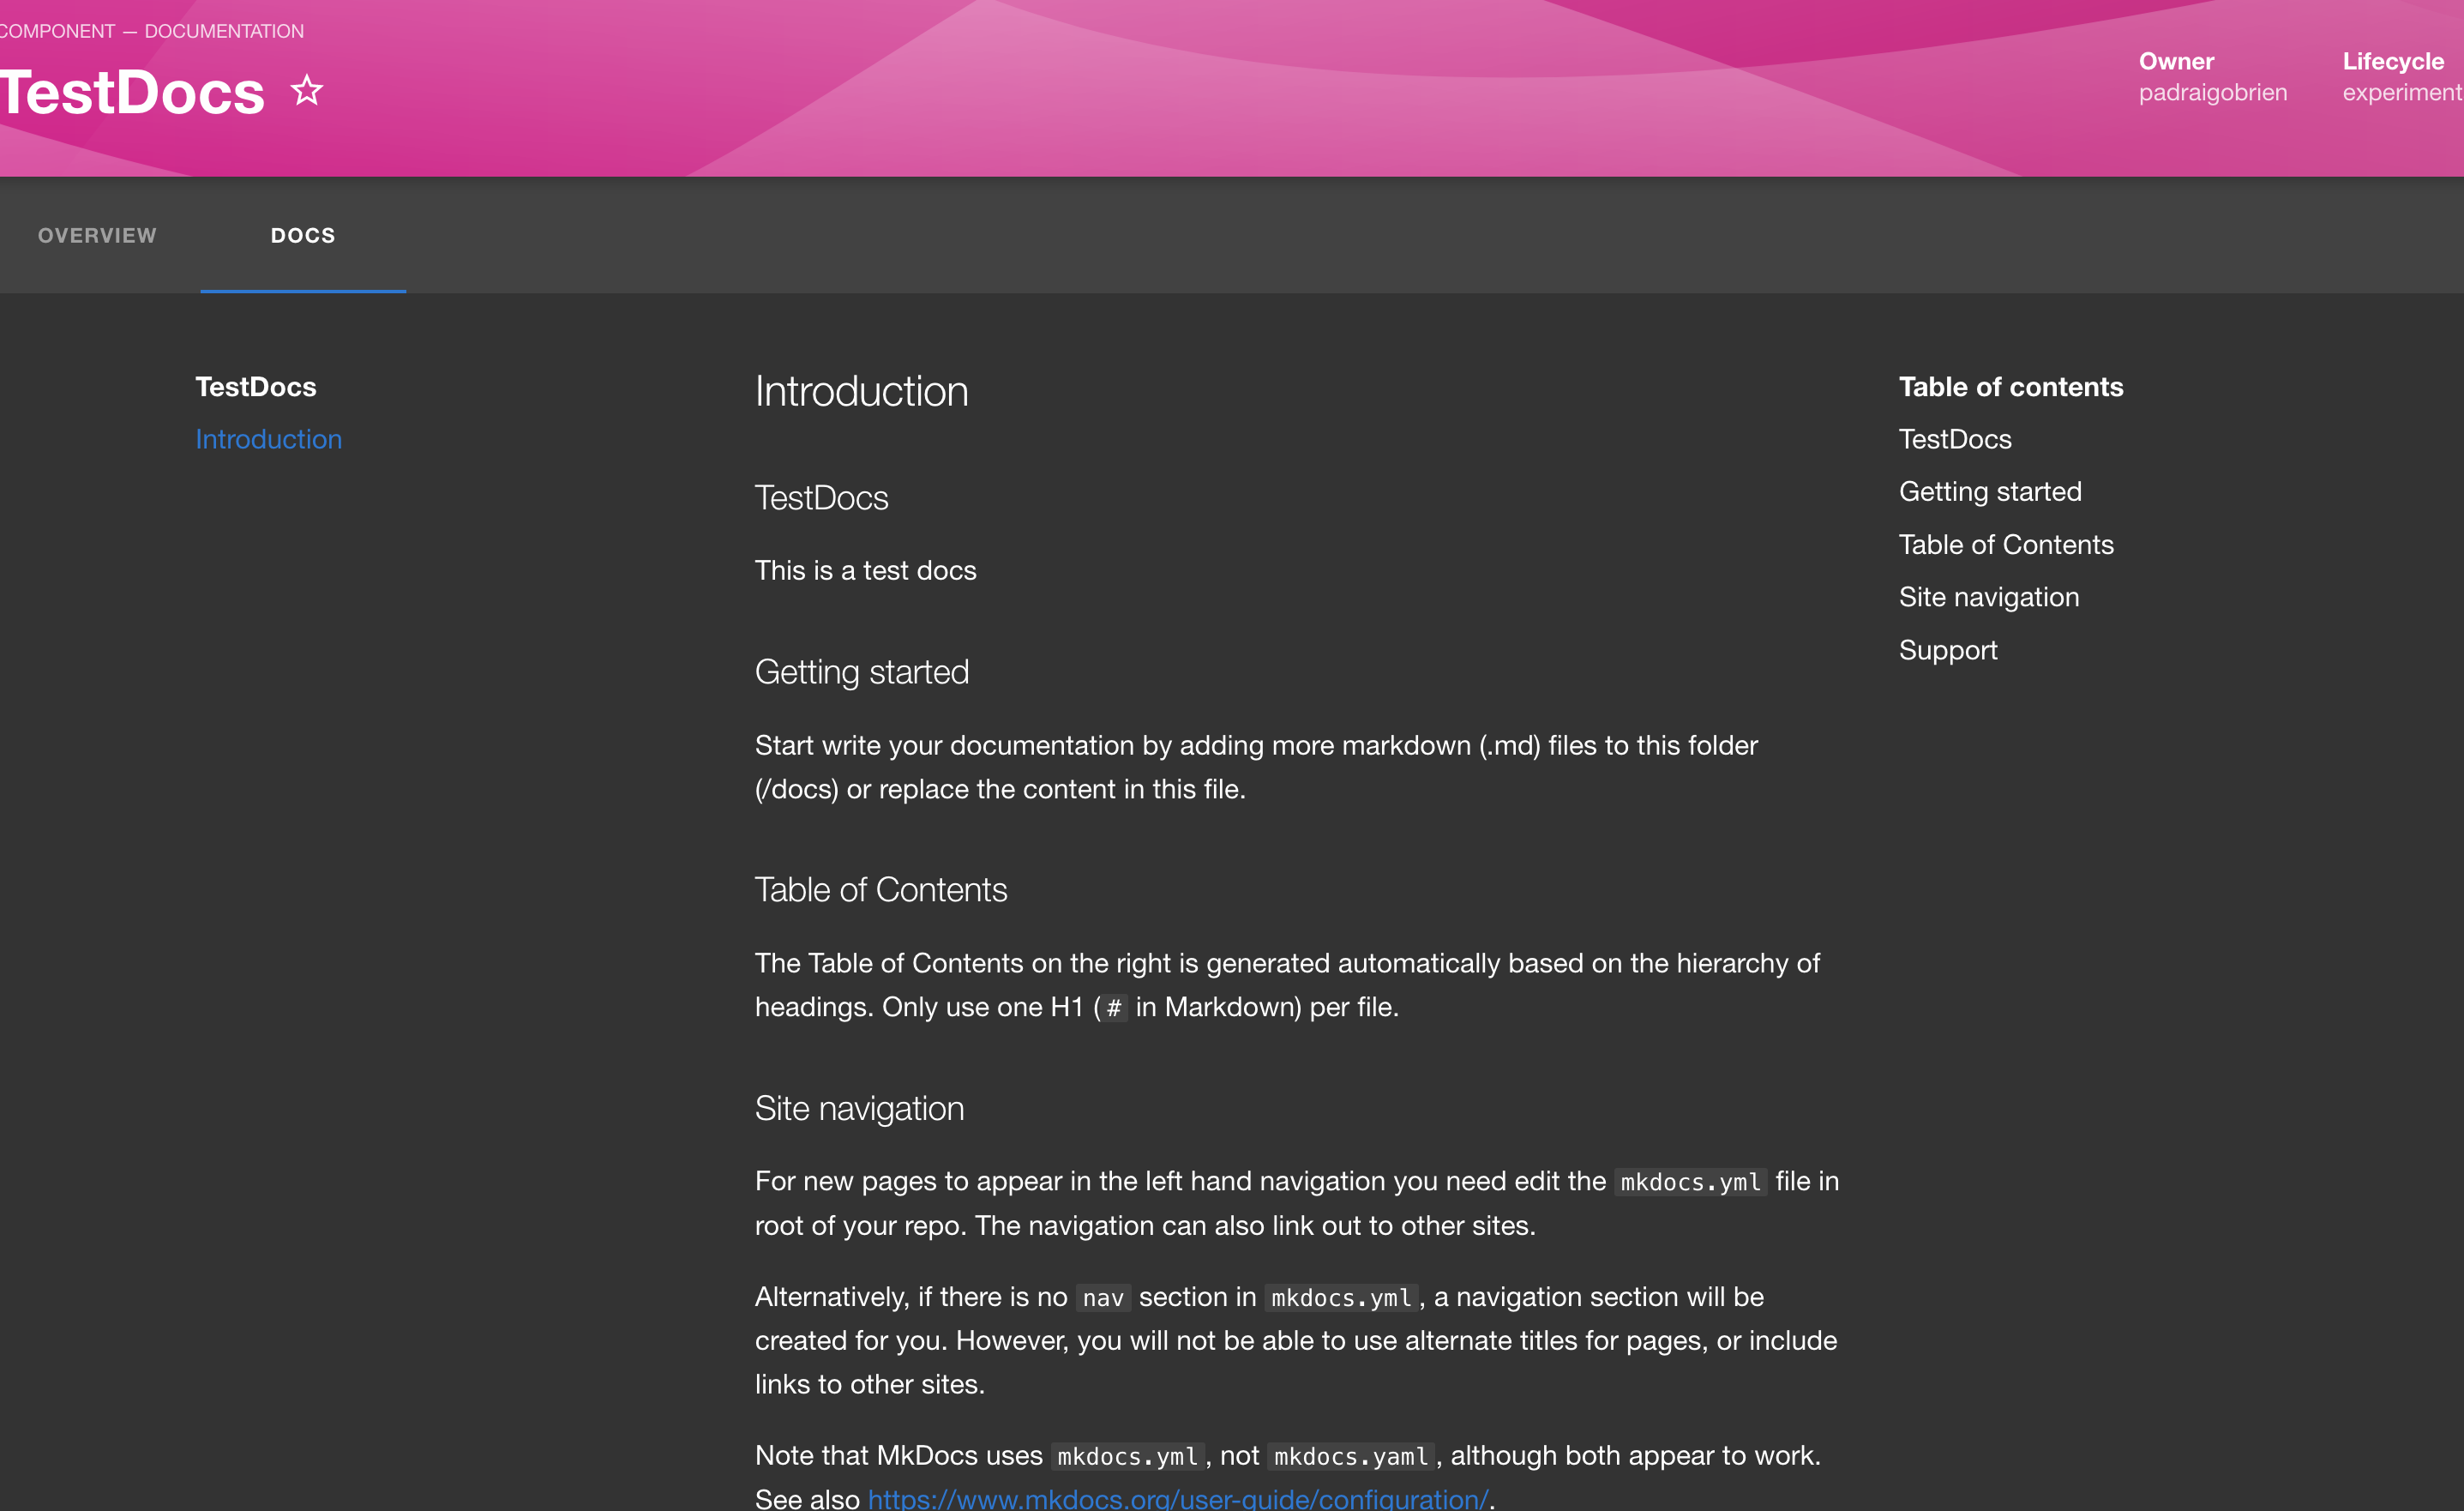 COMPONENT — DOCUMENTATION
TestDocs
Owner
padraigobrien
Lifecycle
experiment
OVERVIEW
DOCS
TestDocs
Introduction
Introduction
TestDocs
This is a test docs
Getting started
Start write your documentation by adding more markdown (.md) files to this folder
(/docs) or replace the content in this file.
Table of Contents
The Table of Contents on the right is generated automatically based on the hierarchy of
headings. Only use one H1 (# in Markdown) per file.
Site navigation
For new pages to appear in the left hand navigation you need edit the mkdocs.yml file in
root of your repo. The navigation can also link out to other sites.
Alternatively, if there is no nav section in mkdocs.yml, a navigation section will be
created for you. However, you will not be able to use alternate titles for pages, or include
links to other sites.
Note that MkDocs uses mkdocs.yml, not mkdocs.yaml, although both appear to work.
See also https://www.mkdocs.org/user-guide/configuration/.
Table of contents
TestDocs
Getting started
Table of Contents
Site navigation
Support